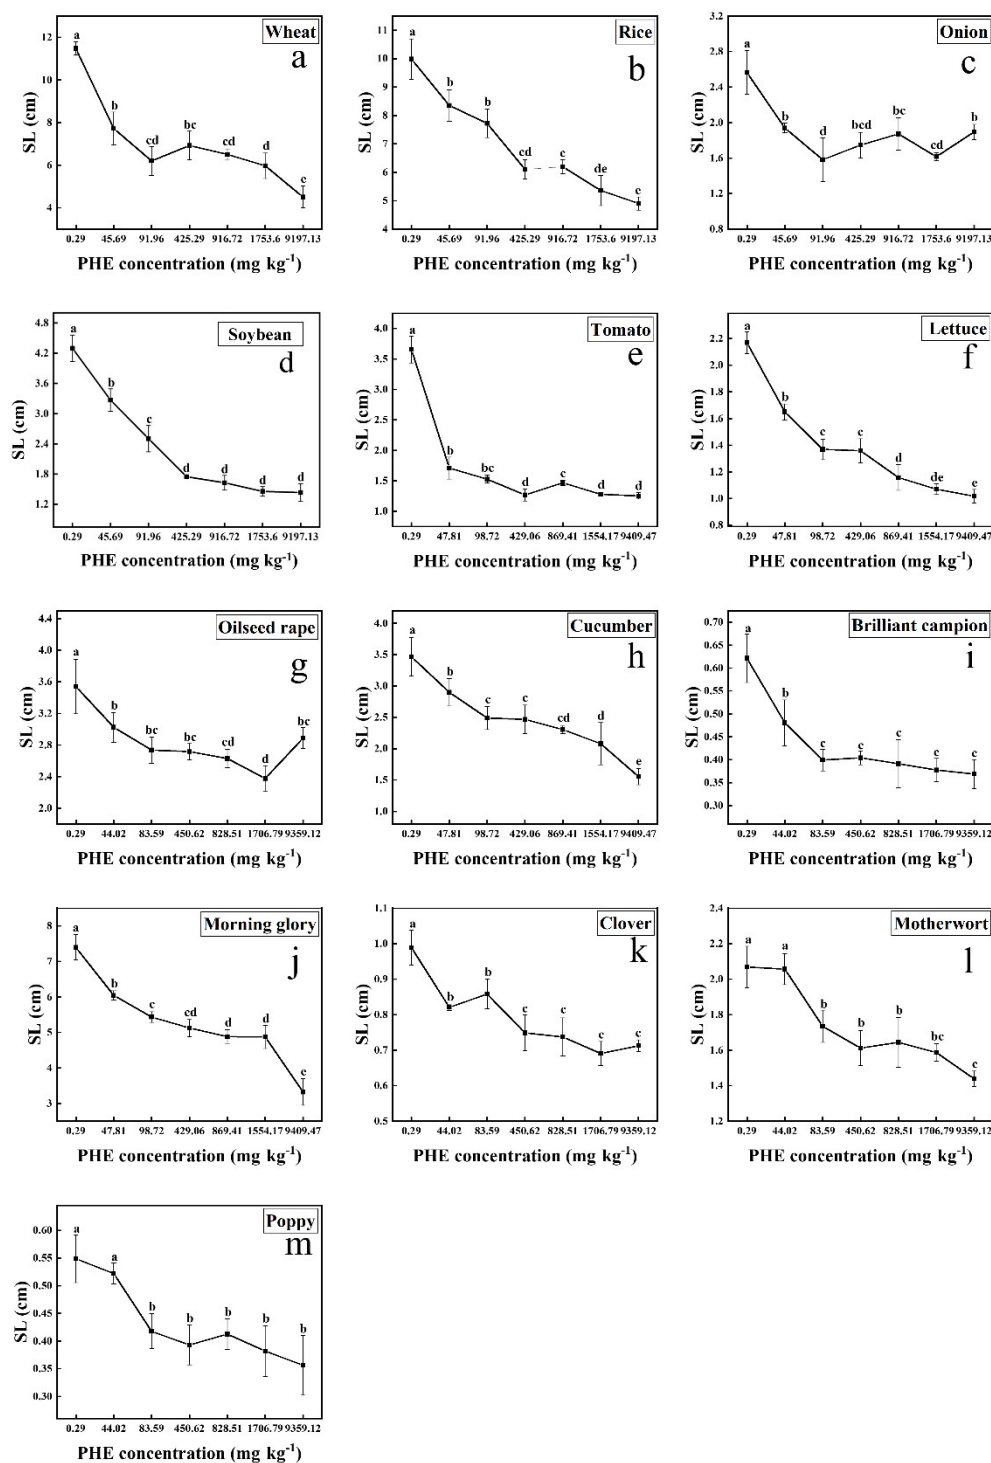 Wheat
a
SL (cm)
12
10
8
6
4
a
b
cd
bc
cd
d
e
0.29 45.69 91.96 425.29 916.72 1753.6 9197.13
PHE concentration (mg kg⁻¹)
Rice
b
SL (cm)
11
10
9
8
7
6
5
4
a
b
b
cd
c
de
e
0.29 45.69 91.96 425.29 916.72 1753.6 9197.13
PHE concentration (mg kg⁻¹)
Onion
c
SL (cm)
3.2
2.8
2.4
2.0
1.6
1.2
0.8
a
b
d
bcd
b
cd
b
0.29 45.69 91.96 425.29 916.72 1753.6 9197.13
PHE concentration (mg kg⁻¹)
Soybean
d
SL (cm)
4.8
4.2
3.6
3.0
2.4
1.8
1.2
a
b
c
d
d
d
d
0.29 45.69 91.96 425.29 916.72 1753.6 9197.13
PHE concentration (mg kg⁻¹)
Tomato
e
SL (cm)
4.0
3.5
3.0
2.5
2.0
1.5
1.0
a
b
bc
d
c
d
d
0.29 47.81 98.72 429.06 869.41 1554.17 9409.47
PHE concentration (mg kg⁻¹)
Lettuce
f
SL (cm)
2.2
2.0
1.8
1.6
1.4
1.2
1.0
0.8
a
b
c
c
d
de
e
0.29 47.81 98.72 429.06 869.41 1554.17 9409.47
PHE concentration (mg kg⁻¹)
Oilseed rape
g
SL (cm)
4.4
4.0
3.6
3.2
2.8
2.4
2.0
a
b
bc
bc
cd
d
bc
0.29 44.02 83.59 450.62 828.51 1706.79 9359.12
PHE concentration (mg kg⁻¹)
Cucumber
h
SL (cm)
4.0
3.5
3.0
2.5
2.0
1.5
1.0
a
b
c
c
cd
d
e
0.29 47.81 98.72 429.06 869.41 1554.17 9409.47
PHE concentration (mg kg⁻¹)
Brilliant campion
i
SL (cm)
0.70
0.65
0.60
0.55
0.50
0.45
0.40
0.35
0.30
a
b
c
c
c
c
c
0.29 44.02 83.59 450.62 828.51 1706.79 9359.12
PHE concentration (mg kg⁻¹)
Morning glory
j
SL (cm)
8
7
6
5
4
3
a
b
c
cd
d
d
e
0.29 47.81 98.72 429.06 869.41 1554.17 9409.47
PHE concentration (mg kg⁻¹)
Clover
k
SL (cm)
1.1
1.0
0.9
0.8
0.7
0.6
0.5
a
b
b
c
c
c
c
0.29 44.02 83.59 450.62 828.51 1706.79 9359.12
PHE concentration (mg kg⁻¹)
Motherwort
l
SL (cm)
2.4
2.2
2.0
1.8
1.6
1.4
1.2
a
a
b
b
b
bc
c
0.29 44.02 83.59 450.62 828.51 1706.79 9359.12
PHE concentration (mg kg⁻¹)
Poppy
m
SL (cm)
0.60
0.55
0.50
0.45
0.40
0.35
0.30
a
a
b
b
b
b
b
0.29 44.02 83.59 450.62 828.51 1706.79 9359.12
PHE concentration (mg kg⁻¹)